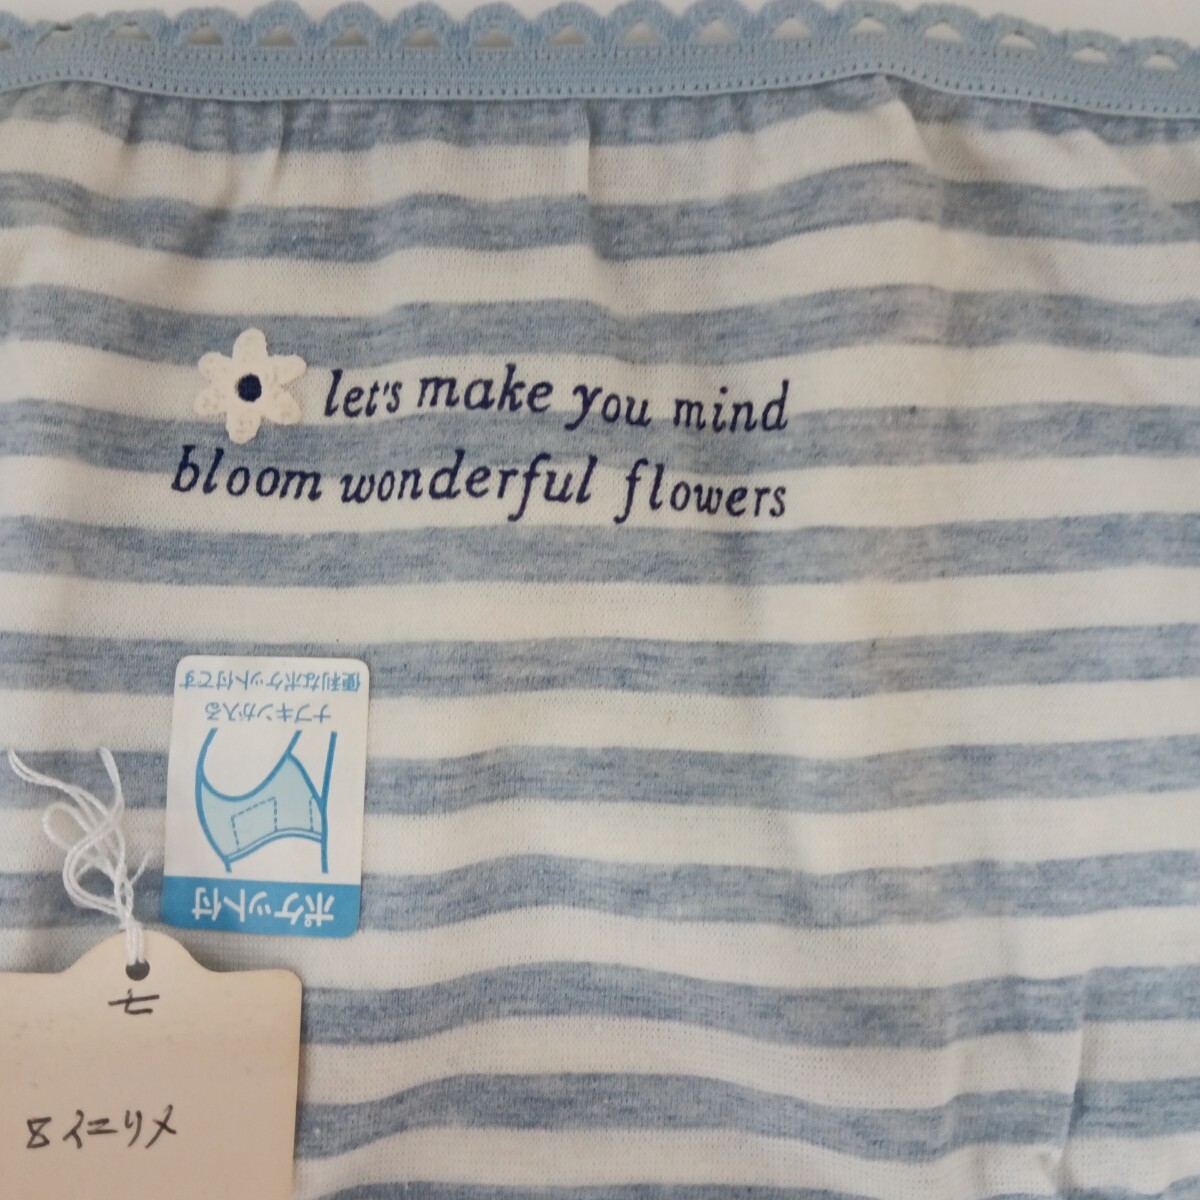 let's make you mind
bloom wonderful flowers
ポケット付
ナプキンが入る
便利なポケット付です